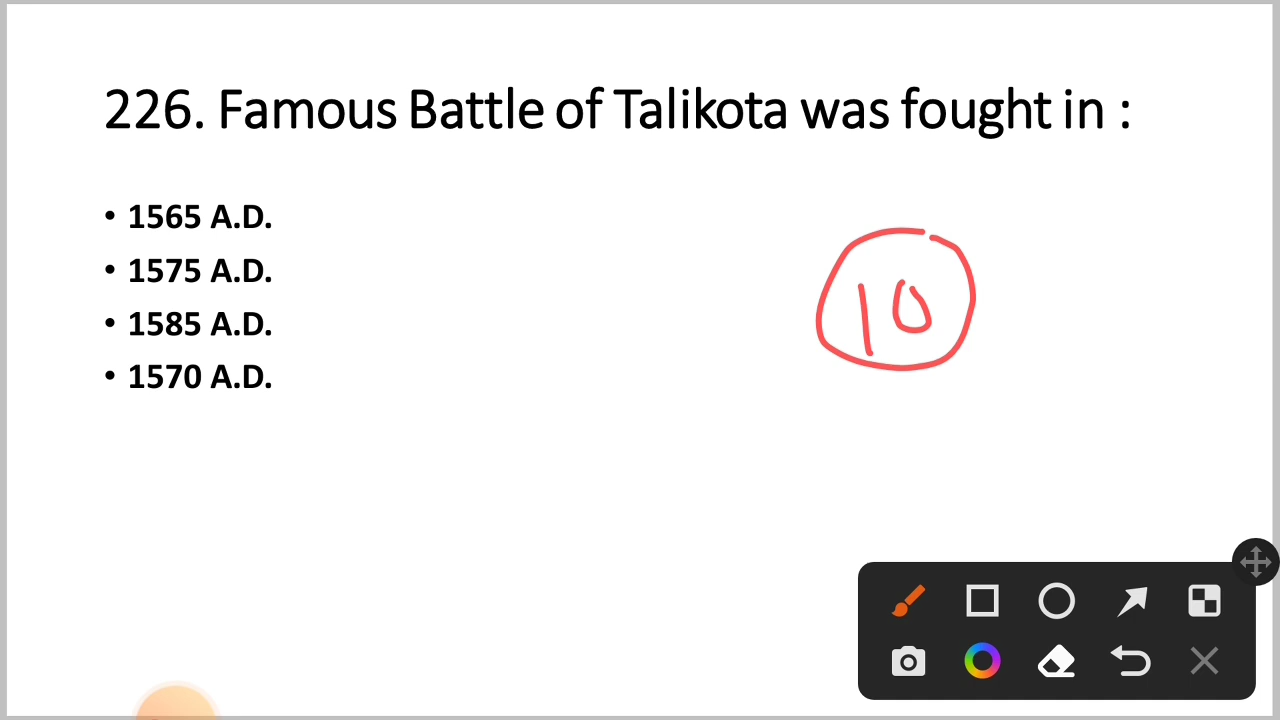 226. Famous Battle of Talikota was fought in :
• 1565 A.D.
• 1575 A.D.
• 1585 A.D.
• 1570 A.D.
10